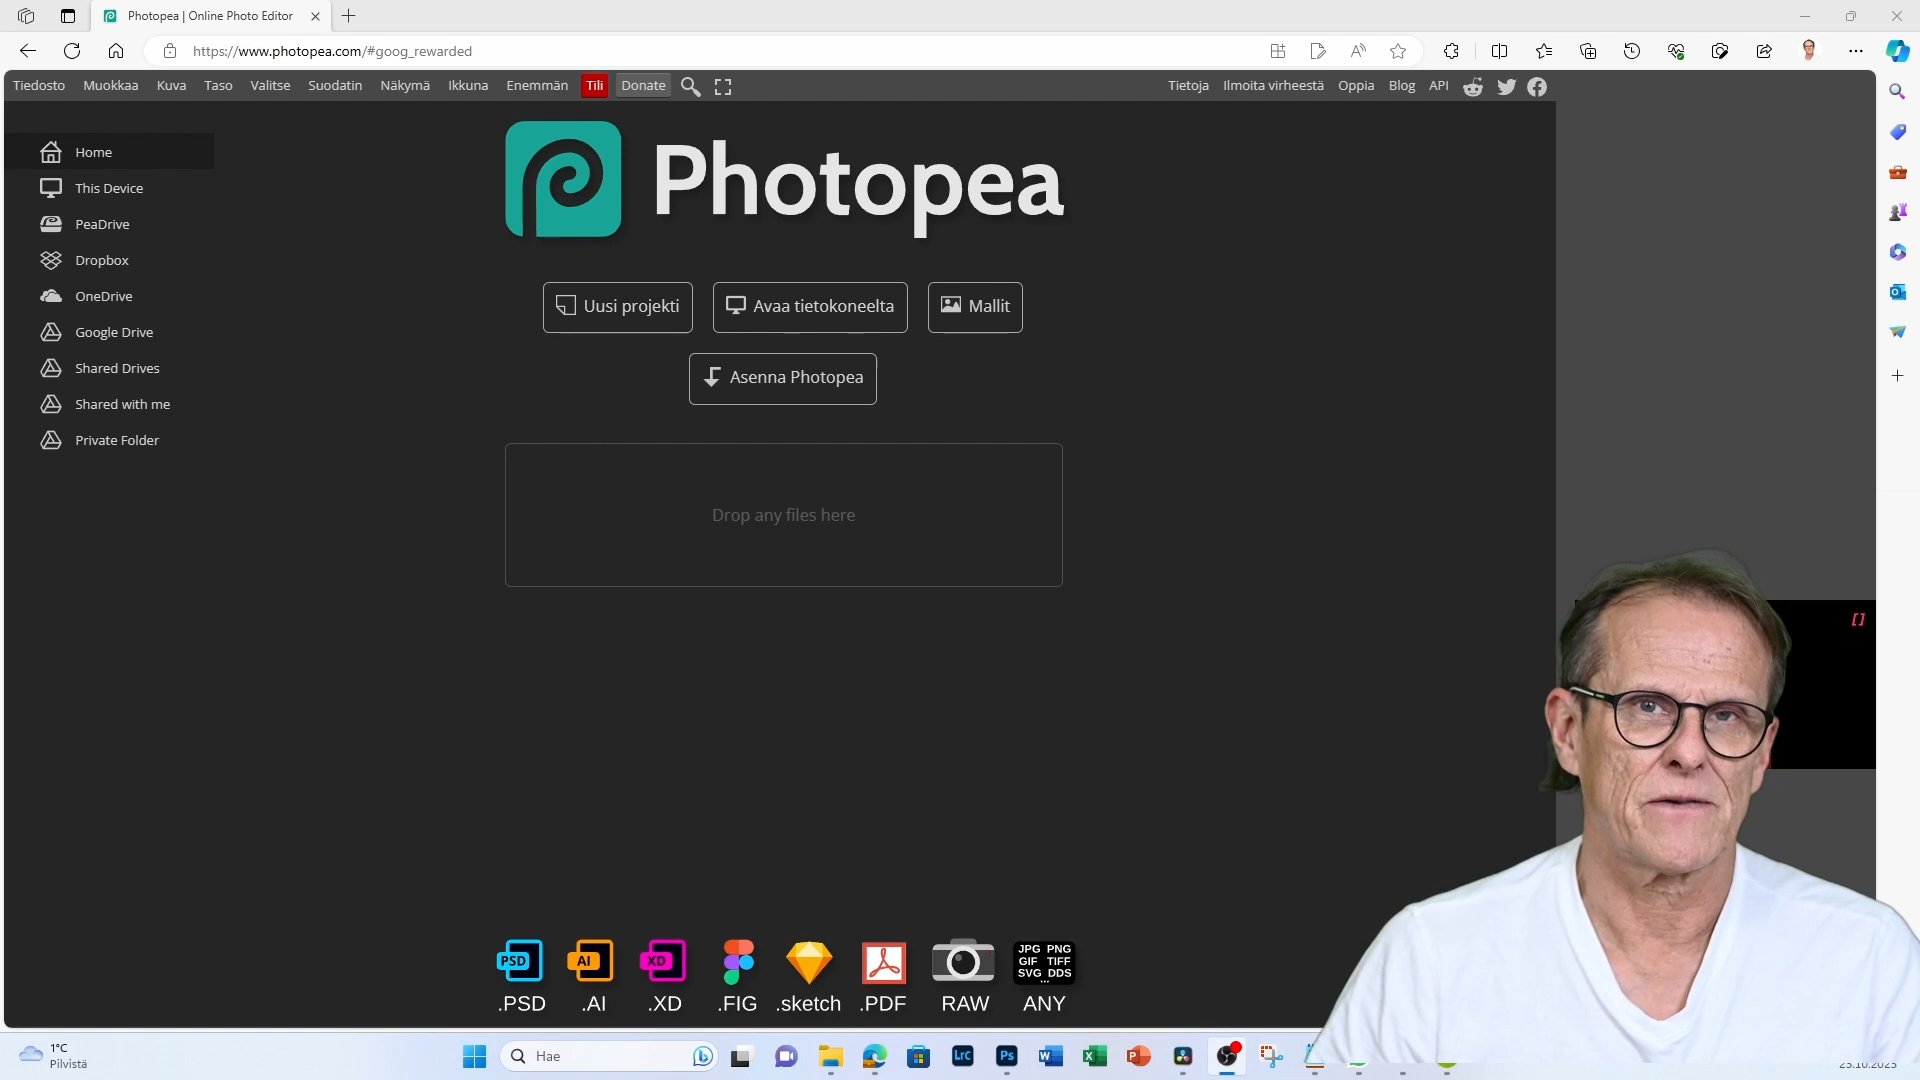 Photopea | Online Photo Editor
https://www.photopea.com/#goog_rewarded
Tiedosto Muokkaa Kuva Taso Valitse Suodatin Näkymä Ikkuna Enemmän Tili Donate Tietoja Ilmoita virheestä Oppia Blog API
Home
This Device
PeaDrive
Dropbox
OneDrive
Google Drive
Shared Drives
Shared with me
Private Folder
Photopea
Uusi projekti Avaa tietokoneelta Mallit
Asenna Photopea
Drop any files here
PSD AI XD JPG PNG
GIF TIFF
SVG DDS
...
.PSD .AI .XD .FIG .sketch .PDF RAW ANY
1°C
Pilvistä
Hae
Lrc Ps